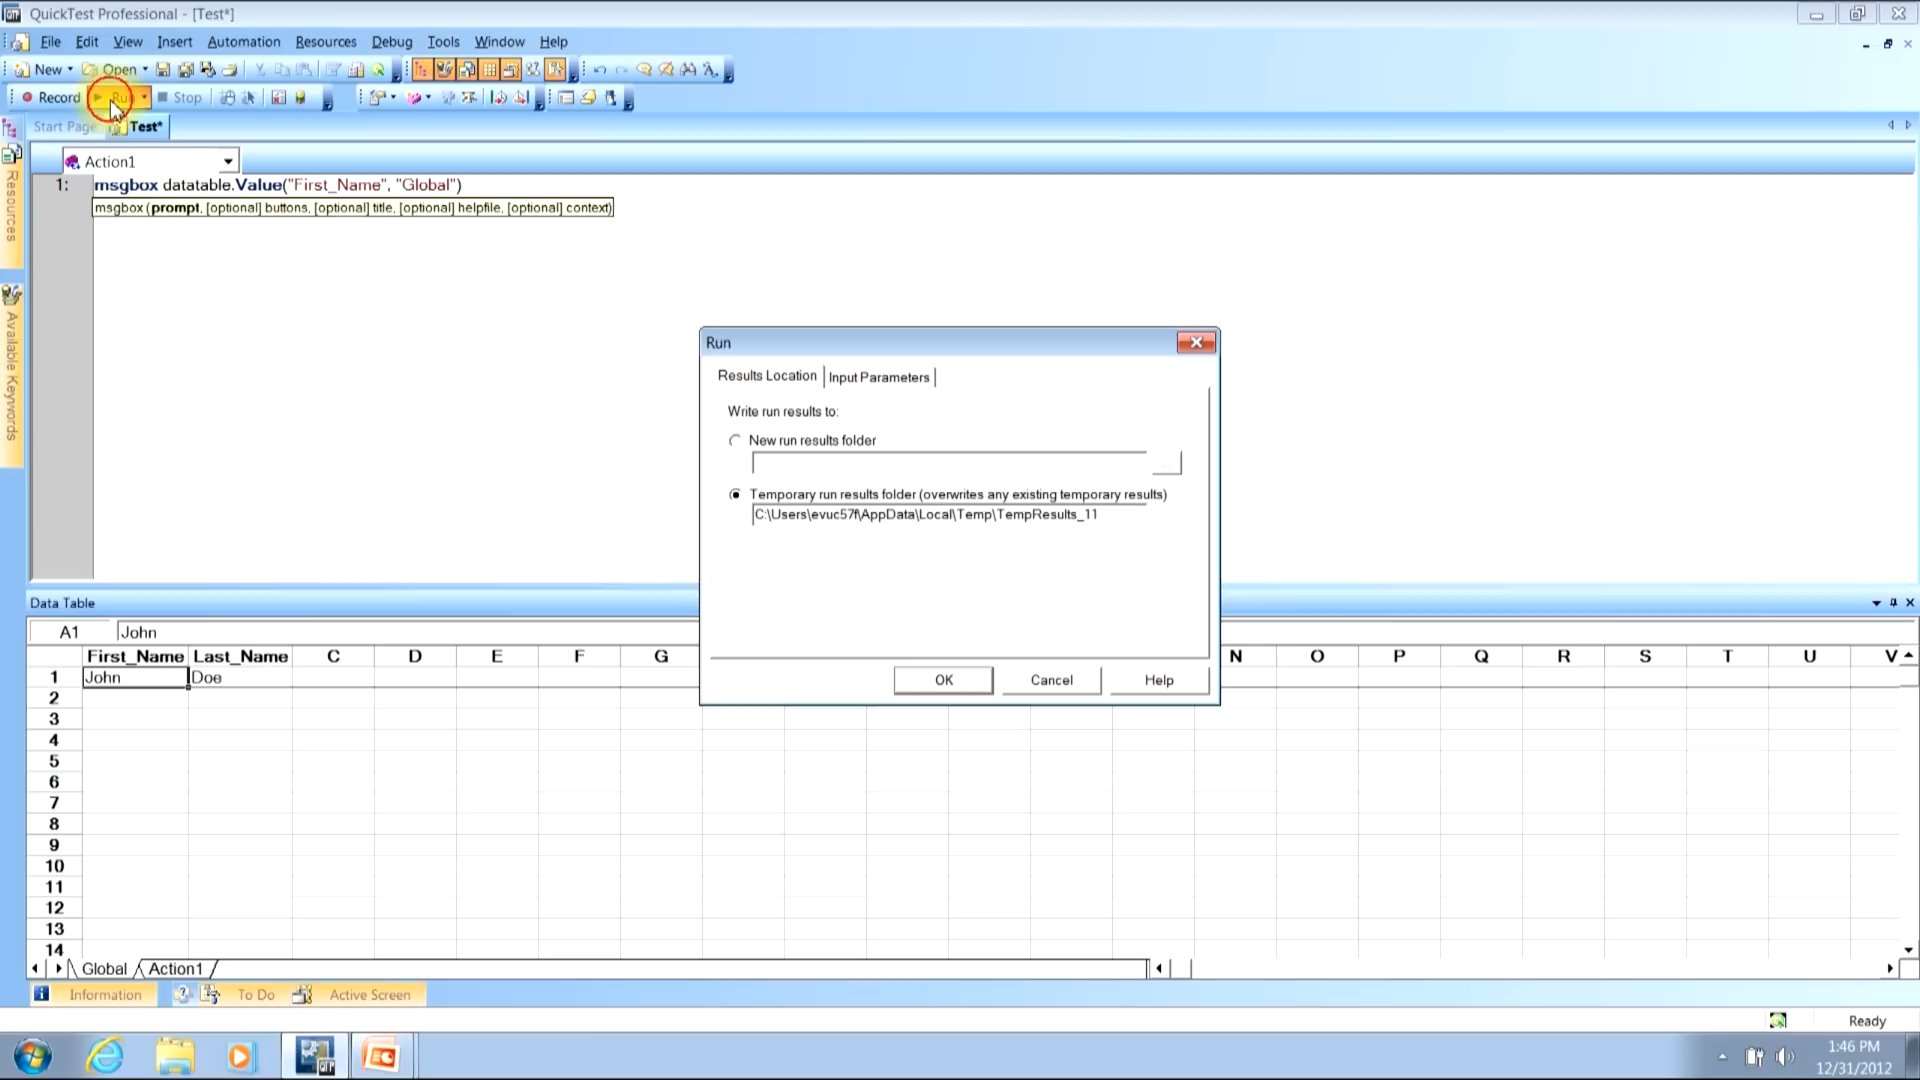 QTP QuickTest Professional - [Test*]
File Edit View Insert Automation Resources Debug Tools Window Help
New Open
Record Run Stop
Start Page Test*
Action1
1: msgbox datatable.Value("First_Name", "Global")
msgbox (prompt, [optional] buttons, [optional] title, [optional] helpfile, [optional] context)
Resources
Available Keywords
Run
Results Location Input Parameters
Write run results to:
New run results folder
...
Temporary run results folder (overwrites any existing temporary results)
C:\Users\evuc57f\AppData\Local\Temp\TempResults_11
OK Cancel Help
Data Table
A1 John
First_Name Last_Name C D E F G N O P Q R S T U V
1 John Doe
2
3
4
5
6
7
8
9
10
11
12
13
14
Global Action1
Information To Do Active Screen
Ready
QTP
1:46 PM
12/31/2012